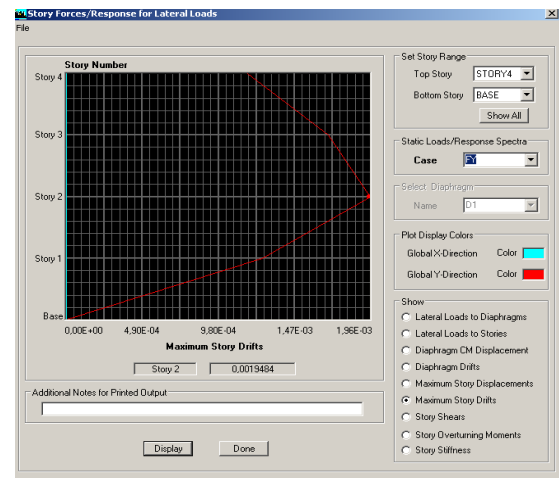 Story Forces/Response for Lateral Loads
File
Story Number
Story 4
Story 3
Story 2
Story 1
Base
0,00E+00 4,90E-04 9,80E-04 1,47E-03 1,96E-03
Maximum Story Drifts
Story 2 0,0019484
Additional Notes for Printed Output
Display Done
Set Story Range
Top Story STORY4
Bottom Story BASE
Show All
Static Loads/Response Spectra
Case FY
Select Diaphragm
Name D1
Plot Display Colors
Global X-Direction Color
Global Y-Direction Color
Show
Lateral Loads to Diaphragms
Lateral Loads to Stories
Diaphragm CM Displacement
Diaphragm Drifts
Maximum Story Displacements
Maximum Story Drifts
Story Shears
Story Overturning Moments
Story Stiffness